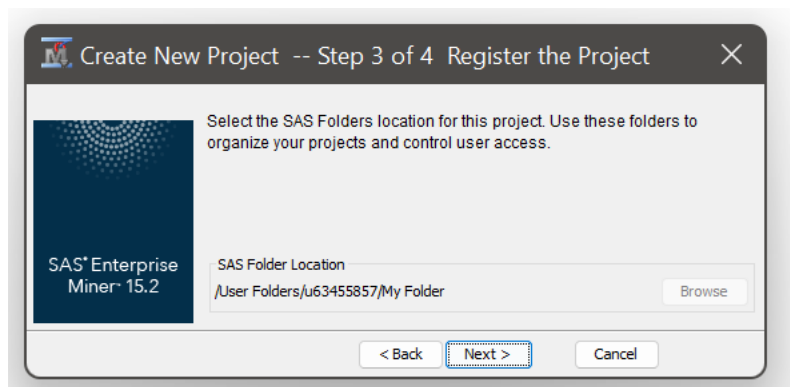 Create New Project -- Step 3 of 4 Register the Project
Select the SAS Folders location for this project. Use these folders to
organize your projects and control user access.
SAS® Enterprise
Miner™ 15.2
SAS Folder Location
/User Folders/u63455857/My Folder
Browse
< Back
Next >
Cancel